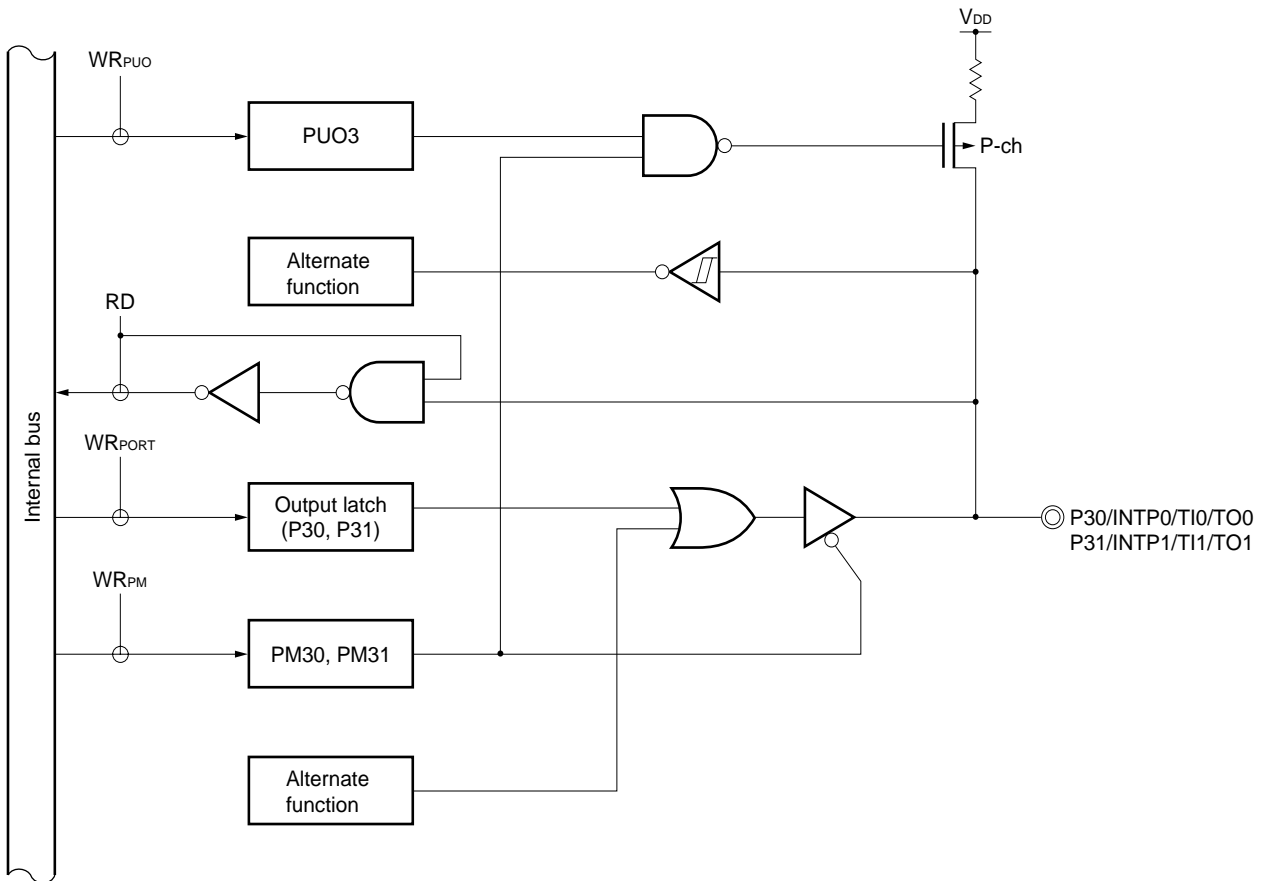 VDD
WRPUO
PUO3
P-ch
Alternate
function
RD
Internal bus
WRPORT
Output latch
(P30, P31)
P30/INTP0/TI0/TO0
P31/INTP1/TI1/TO1
WRPM
PM30, PM31
Alternate
function